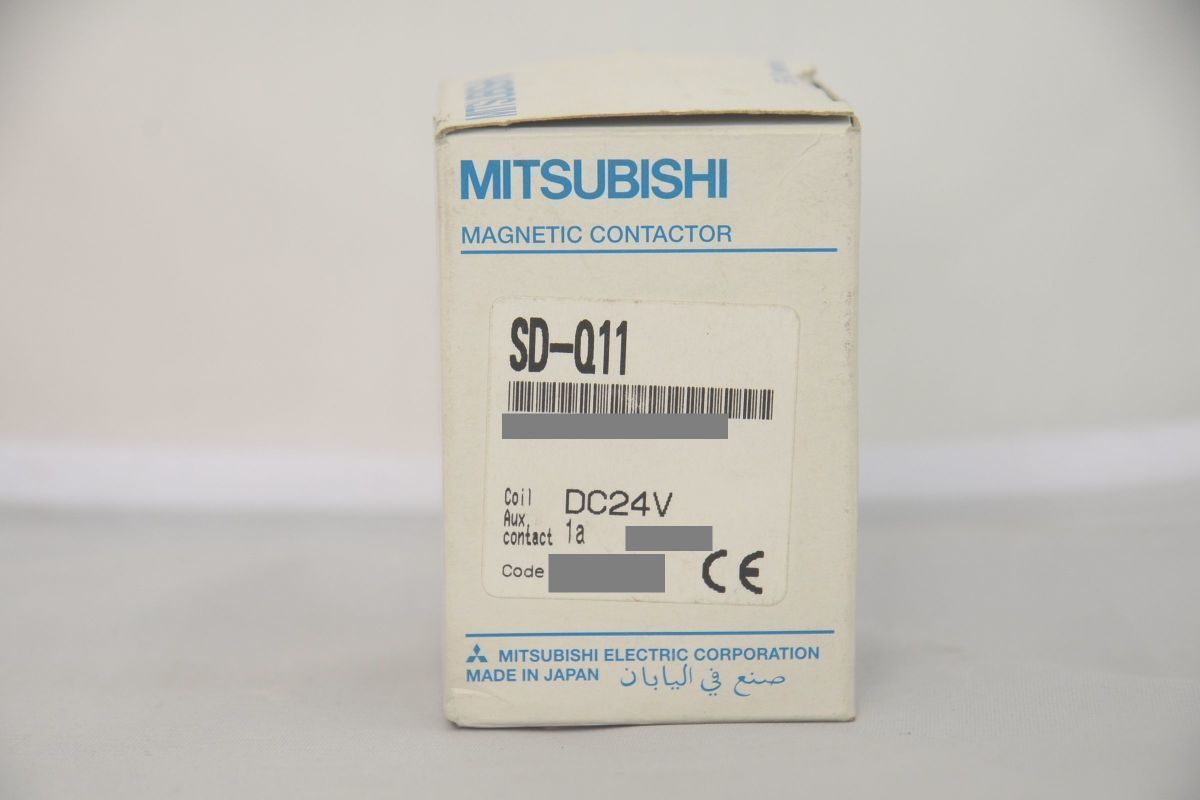 MITSUBISHI
MITSUBISHI
MAGNETIC CONTACTOR
SD-Q11
Coil DC24V
Aux.
contact 1a
Code
CE
MITSUBISHI ELECTRIC CORPORATION
MADE IN JAPAN صنع في اليابان